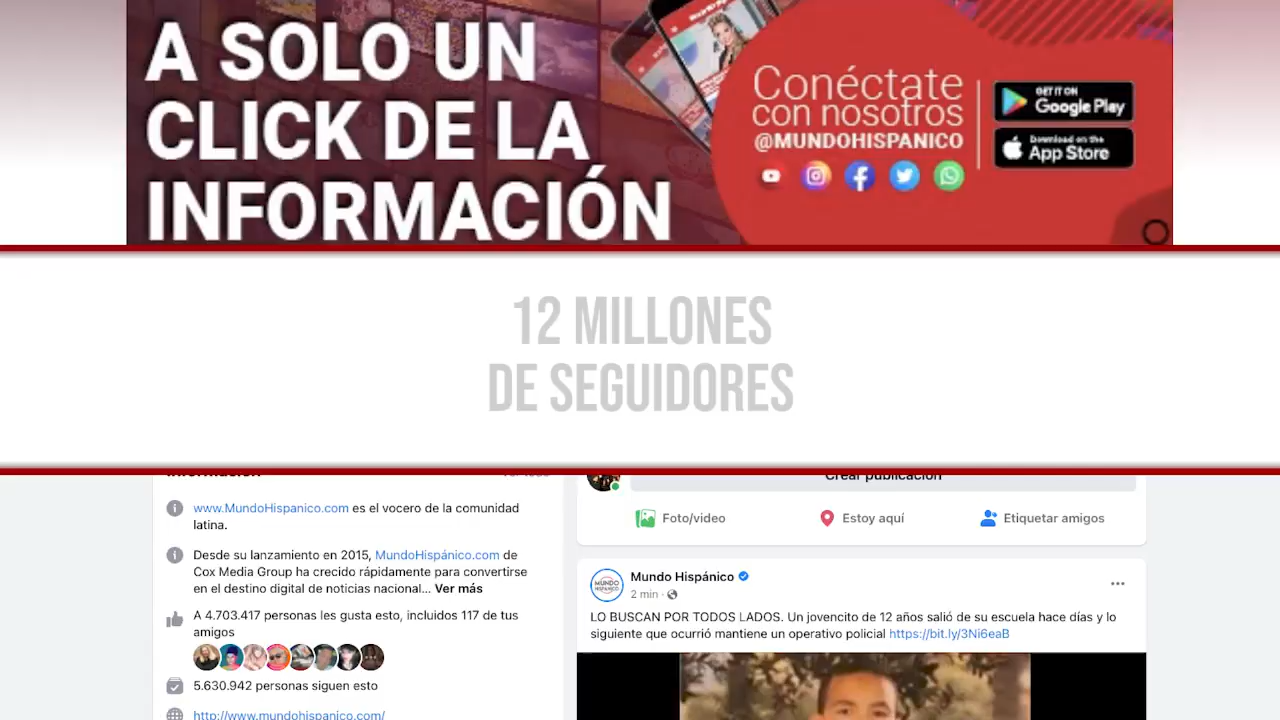 A SOLO UN
CLICK DE LA
INFORMACIÓN
Conéctate
con nosotros
@MUNDOHISPANICO
GET IT ON
Google Play
Download on the
App Store
12 MILLONES
DE SEGUIDORES
www.MundoHispanico.com es el vocero de la comunidad
latina.
Desde su lanzamiento en 2015, MundoHispánico.com de
Cox Media Group ha crecido rápidamente para convertirse
en el destino digital de noticias nacional... Ver más
A 4.703.417 personas les gusta esto, incluidos 117 de tus
amigos
5.630.942 personas siguen esto
http://www.mundohispanico.com/
Crear publicación
Foto/video
Estoy aquí
Etiquetar amigos
MUNDO
HISPANICO
Mundo Hispánico
2 min ·
LO BUSCAN POR TODOS LADOS. Un jovencito de 12 años salió de su escuela hace días y lo
siguiente que ocurrió mantiene un operativo policial https://bit.ly/3Ni6eaB